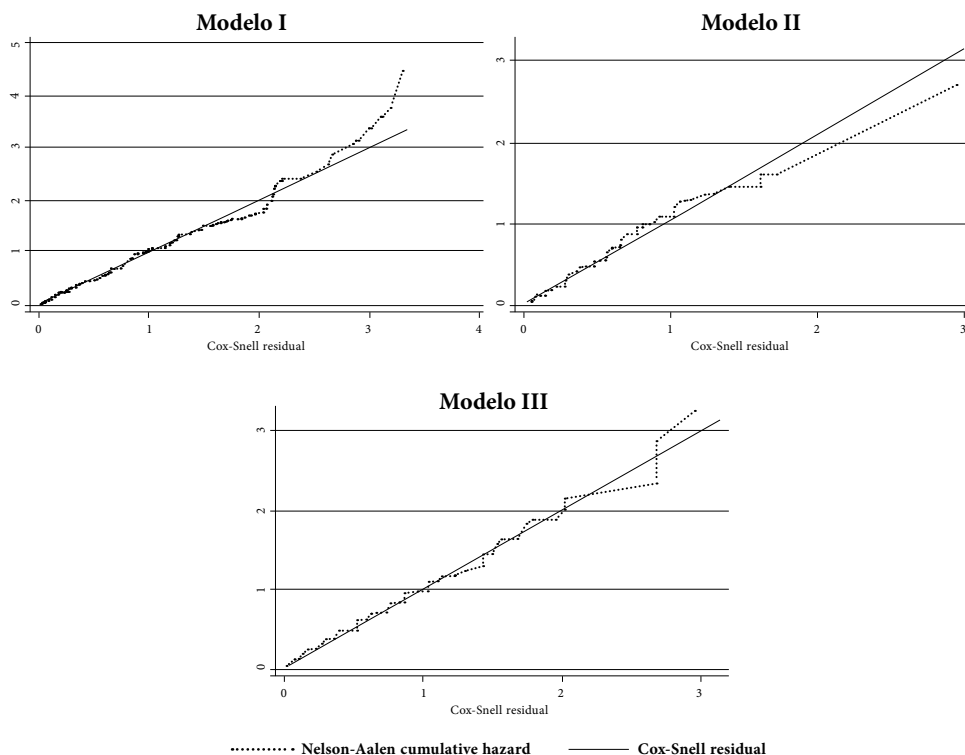 Modelo I
5
4
3
2
1
0
0 1 2 3 4
Cox-Snell residual
Modelo II
3
2
1
0
0 1 2 3
Cox-Snell residual
Modelo III
3
2
1
0
0 1 2 3
Cox-Snell residual
Nelson-Aalen cumulative hazard Cox-Snell residual